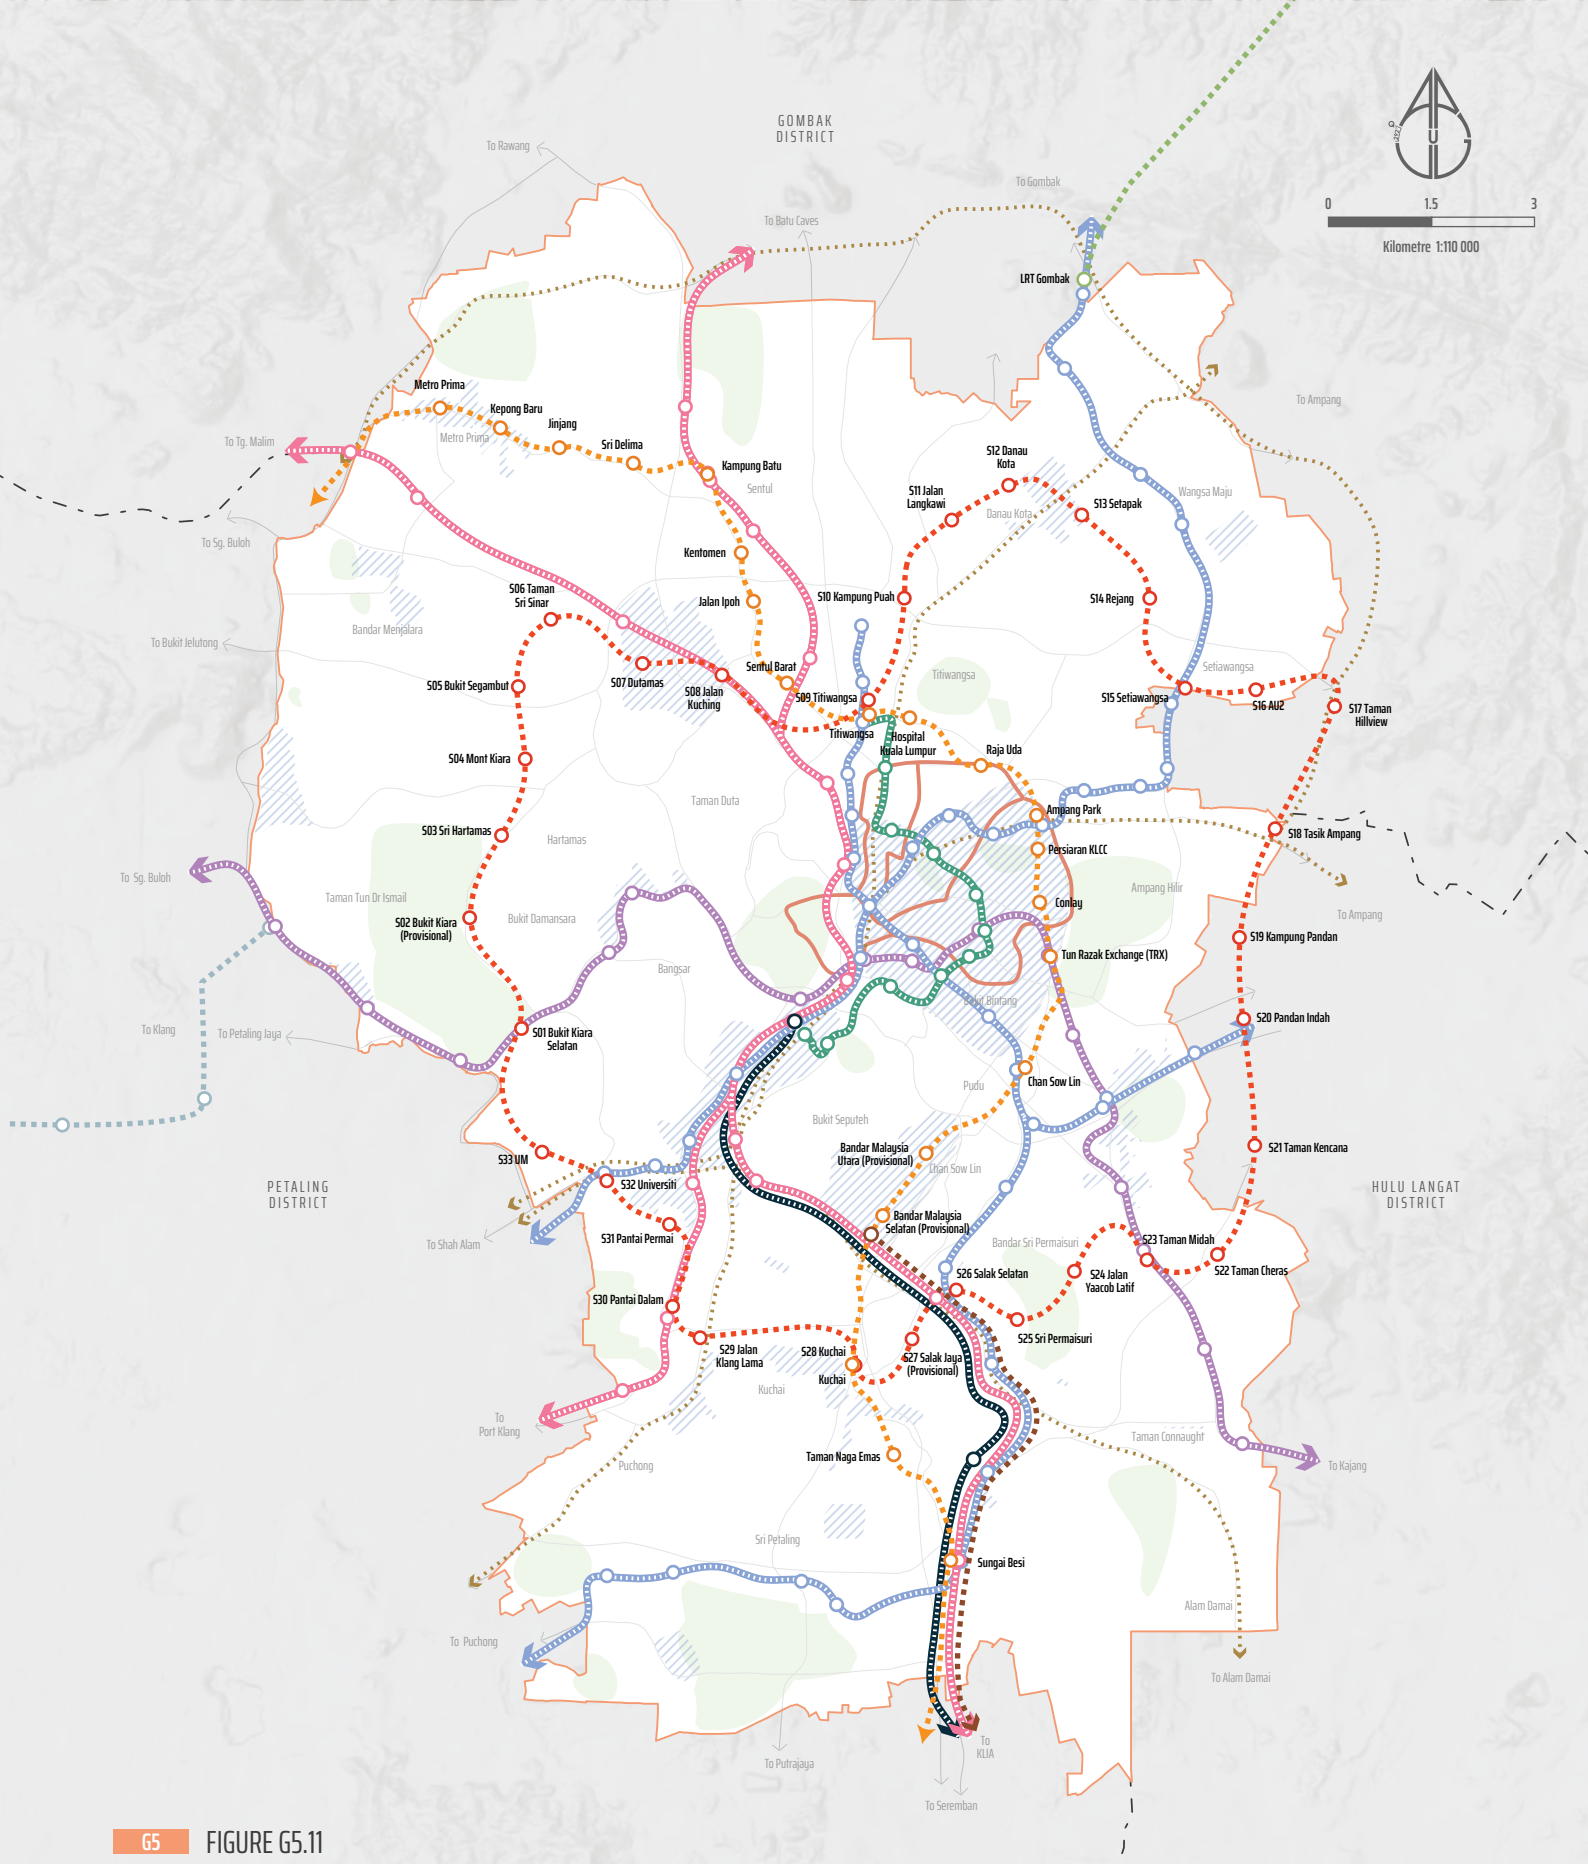 GOMBAK
DISTRICT
To Rawang
To Gombak
To Batu Caves
0
1.5
3
Kilometre 1:110 000
U
LRT Gombak
Metro Prima
Kepong Baru
Metro Prima
Jinjang
Sri Delima
Kampung Batu
Sentul
To Tg. Malim
To Ampang
S12 Danau
Kota
S11 Jalan
Langkawi
Danau Kota
S13 Setapak
Wangsa Maju
To Sg. Buloh
Kentomen
S06 Taman
Sri Sinar
Jalan Ipoh
S10 Kampung Puah
S14 Rejang
Bandar Menjalara
To Bukit Jelutong
Sentul Barat
S05 Bukit Segambut
S07 Dutamas
S08 Jalan
Kuching
S09 Titiwangsa
Titiwangsa
Setiawangsa
S15 Setiawangsa
S16 AU2
S17 Taman
Hillview
Titiwangsa
Hospital
Kuala Lumpur
Raja Uda
S04 Mont Kiara
Taman Duta
Ampang Park
S03 Sri Hartamas
Hartamas
Persiaran KLCC
S18 Tasik Ampang
To Sg. Buloh
Taman Tun Dr Ismail
S02 Bukit Kiara
(Provisional)
Bukit Damansara
Conlay
Ampang Hilir
To Ampang
Bangsar
Tun Razak Exchange (TRX)
S19 Kampung Pandan
Bukit Bintang
S20 Pandan Indah
To Klang
To Petaling Jaya
S01 Bukit Kiara
Selatan
Pudu
Chan Sow Lin
Bukit Seputeh
Bandar Malaysia
Utara (Provisional)
Chan Sow Lin
S21 Taman Kencana
S33 UM
S32 Universiti
PETALING
DISTRICT
HULU LANGAT
DISTRICT
Bandar Malaysia
Selatan (Provisional)
S31 Pantai Permai
To Shah Alam
Bandar Sri Permaisuri
S23 Taman Midah
S22 Taman Cheras
S26 Salak Selatan
S24 Jalan
Yaacob Latif
S30 Pantai Dalam
S25 Sri Permaisuri
S29 Jalan
Klang Lama
S28 Kuchai
Kuchai
S27 Salak Jaya
(Provisional)
Kuchai
To
Port Klang
Taman Connaught
Taman Naga Emas
Puchong
To Kajang
Sri Petaling
Sungai Besi
Alam Damai
To Puchong
To Alam Damai
To
KLIA
To Putrajaya
To Seremban
G5
FIGURE G5.11